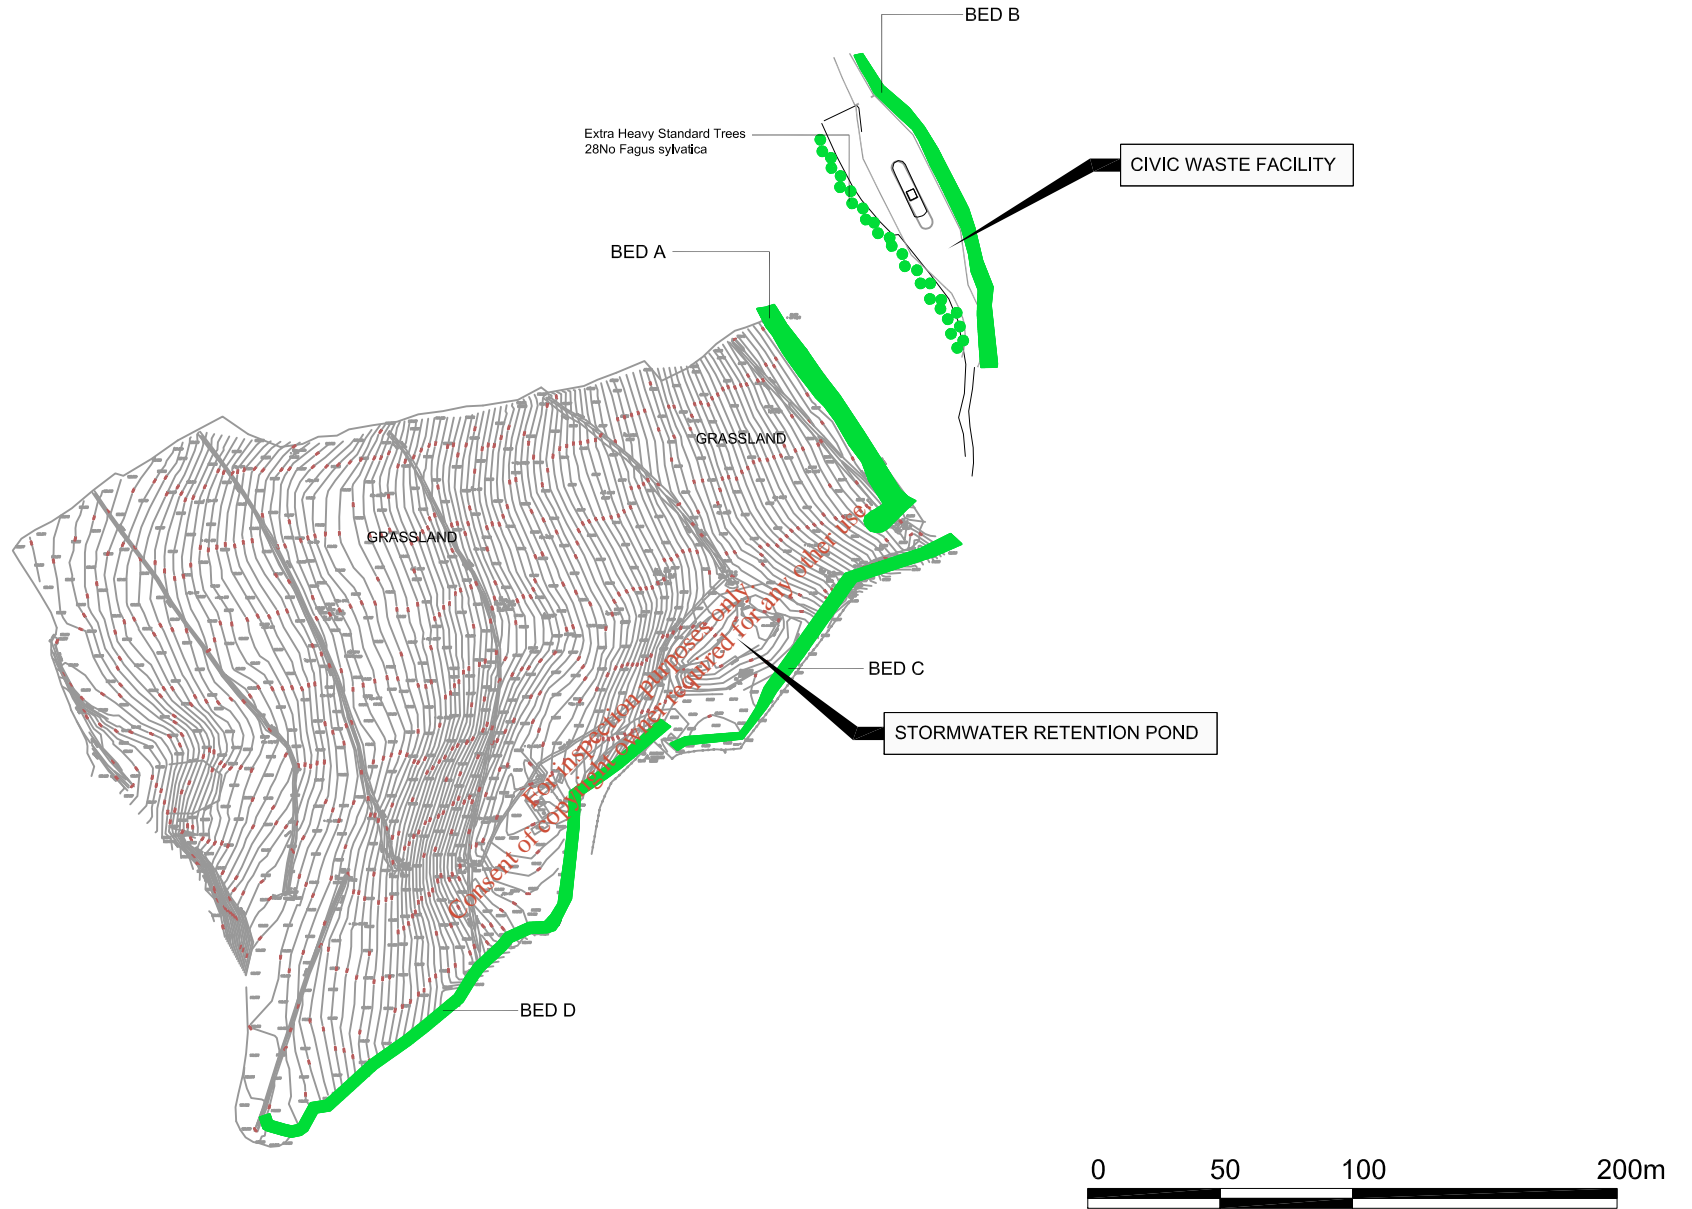 BED B
Extra Heavy Standard Trees
28No Fagus sylvatica
CIVIC WASTE FACILITY
BED A
GRASSLAND
GRASSLAND
For inspection purposes only.
Consent of copyright owner required for any other use.
BED C
STORMWATER RETENTION POND
BED D
0 50 100 200m